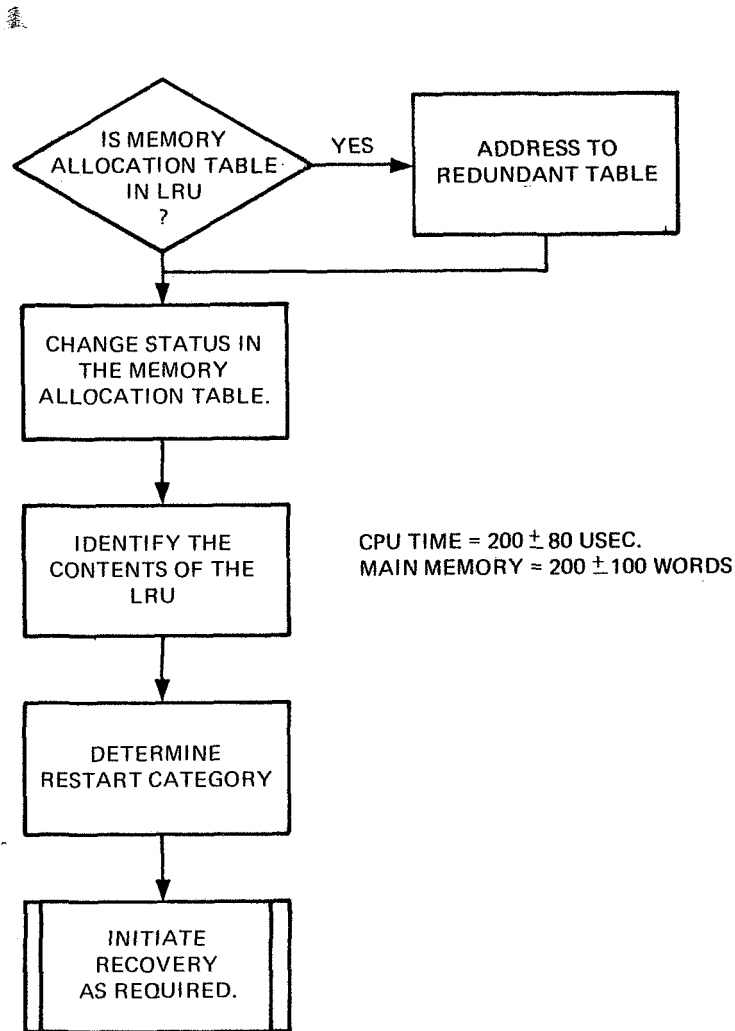 IS MEMORY
ALLOCATION TABLE
IN LRU
?
YES
ADDRESS TO
REDUNDANT TABLE
CHANGE STATUS IN
THE MEMORY
ALLOCATION TABLE.
IDENTIFY THE
CONTENTS OF THE
LRU
CPU TIME = 200 ± 80 USEC.
MAIN MEMORY = 200 ± 100 WORDS
DETERMINE
RESTART CATEGORY
INITIATE
RECOVERY
AS REQUIRED.